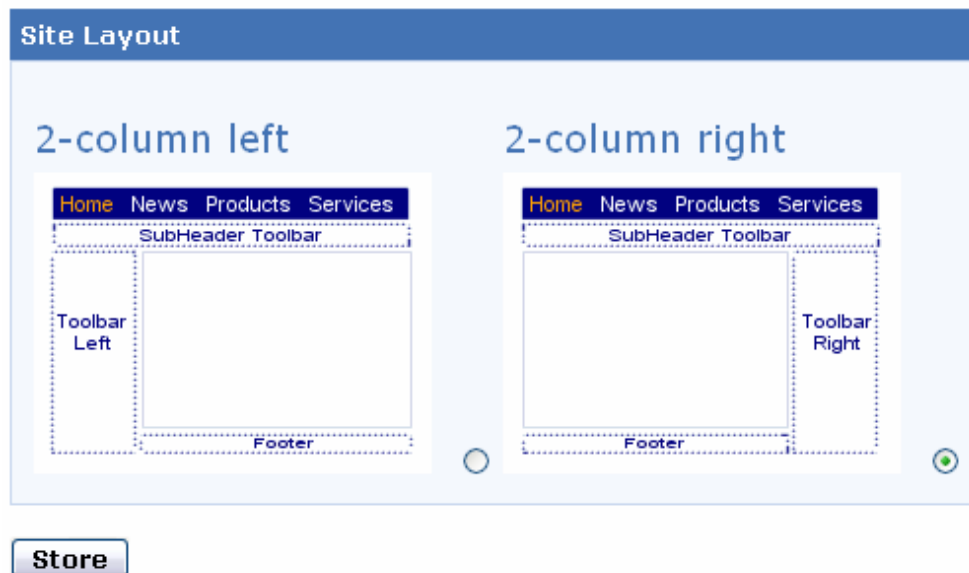 Site Layout
2-column left
Home News Products Services
SubHeader Toolbar
Toolbar
Left
Footer
2-column right
Home News Products Services
SubHeader Toolbar
Toolbar
Right
Footer
Store